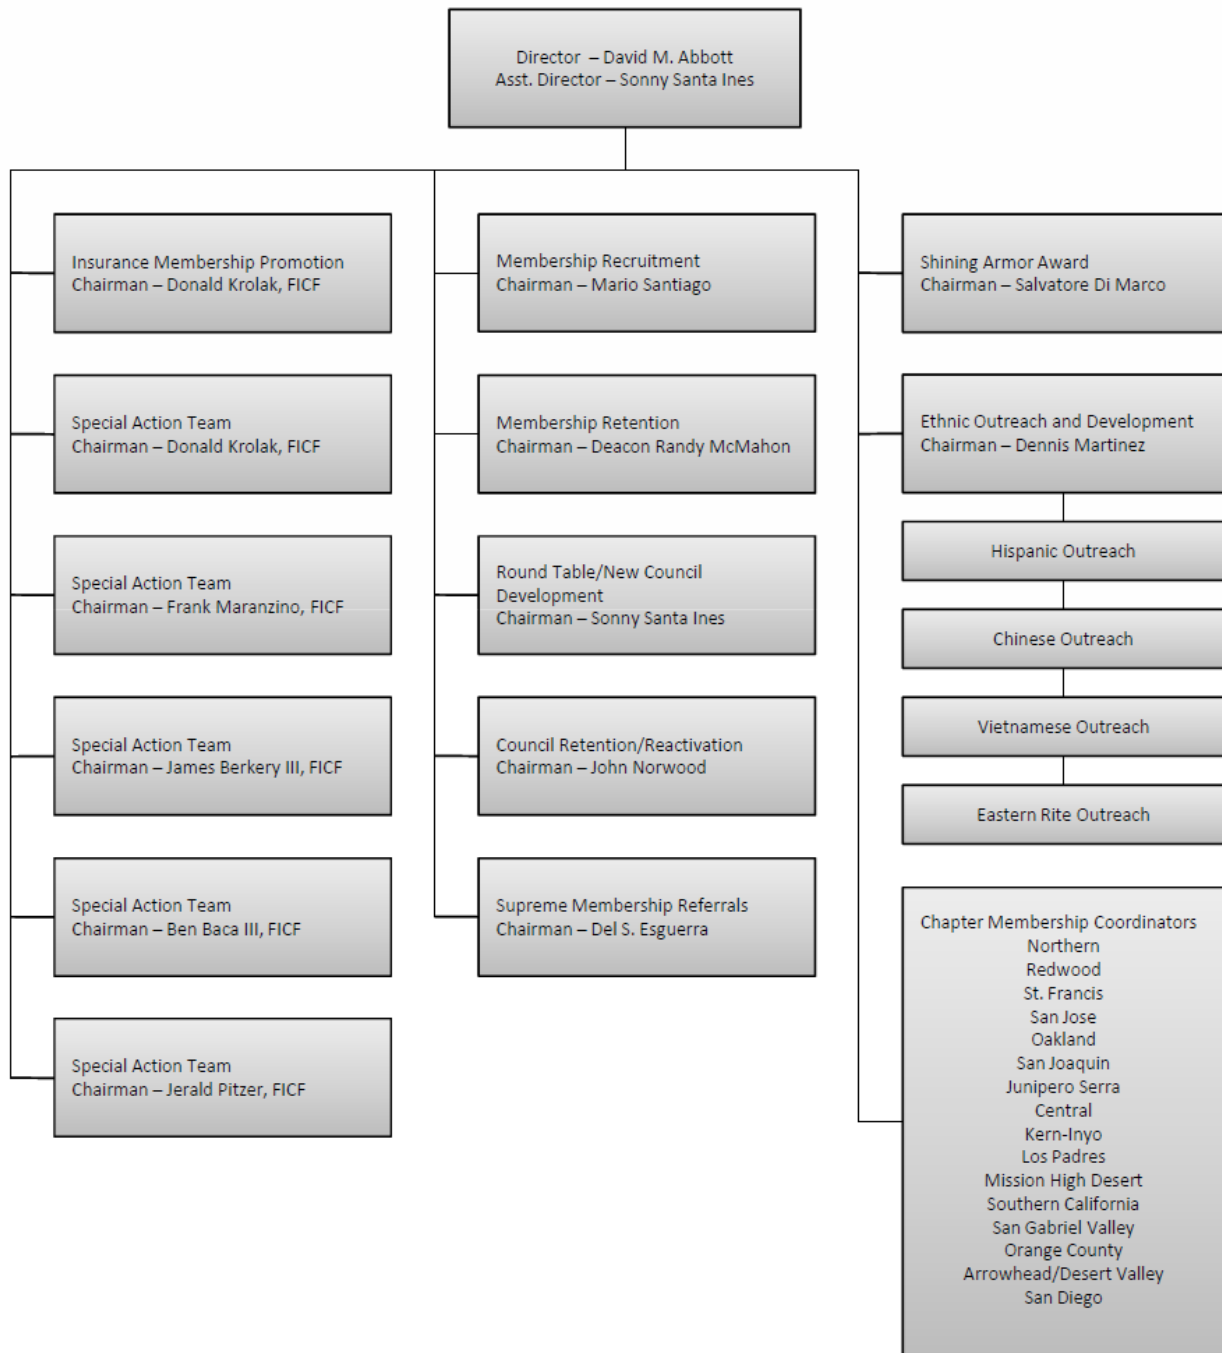 Director – David M. Abbott
Asst. Director – Sonny Santa Ines
Insurance Membership Promotion
Chairman – Donald Krolak, FICF
Special Action Team
Chairman – Donald Krolak, FICF
Special Action Team
Chairman – Frank Maranzino, FICF
Special Action Team
Chairman – James Berkery III, FICF
Special Action Team
Chairman – Ben Baca III, FICF
Special Action Team
Chairman – Jerald Pitzer, FICF
Membership Recruitment
Chairman – Mario Santiago
Membership Retention
Chairman – Deacon Randy McMahon
Round Table/New Council
Development
Chairman – Sonny Santa Ines
Council Retention/Reactivation
Chairman – John Norwood
Supreme Membership Referrals
Chairman – Del S. Esguerra
Shining Armor Award
Chairman – Salvatore Di Marco
Ethnic Outreach and Development
Chairman – Dennis Martinez
Hispanic Outreach
Chinese Outreach
Vietnamese Outreach
Eastern Rite Outreach
Chapter Membership Coordinators
Northern
Redwood
St. Francis
San Jose
Oakland
San Joaquin
Junipero Serra
Central
Kern-Inyo
Los Padres
Mission High Desert
Southern California
San Gabriel Valley
Orange County
Arrowhead/Desert Valley
San Diego